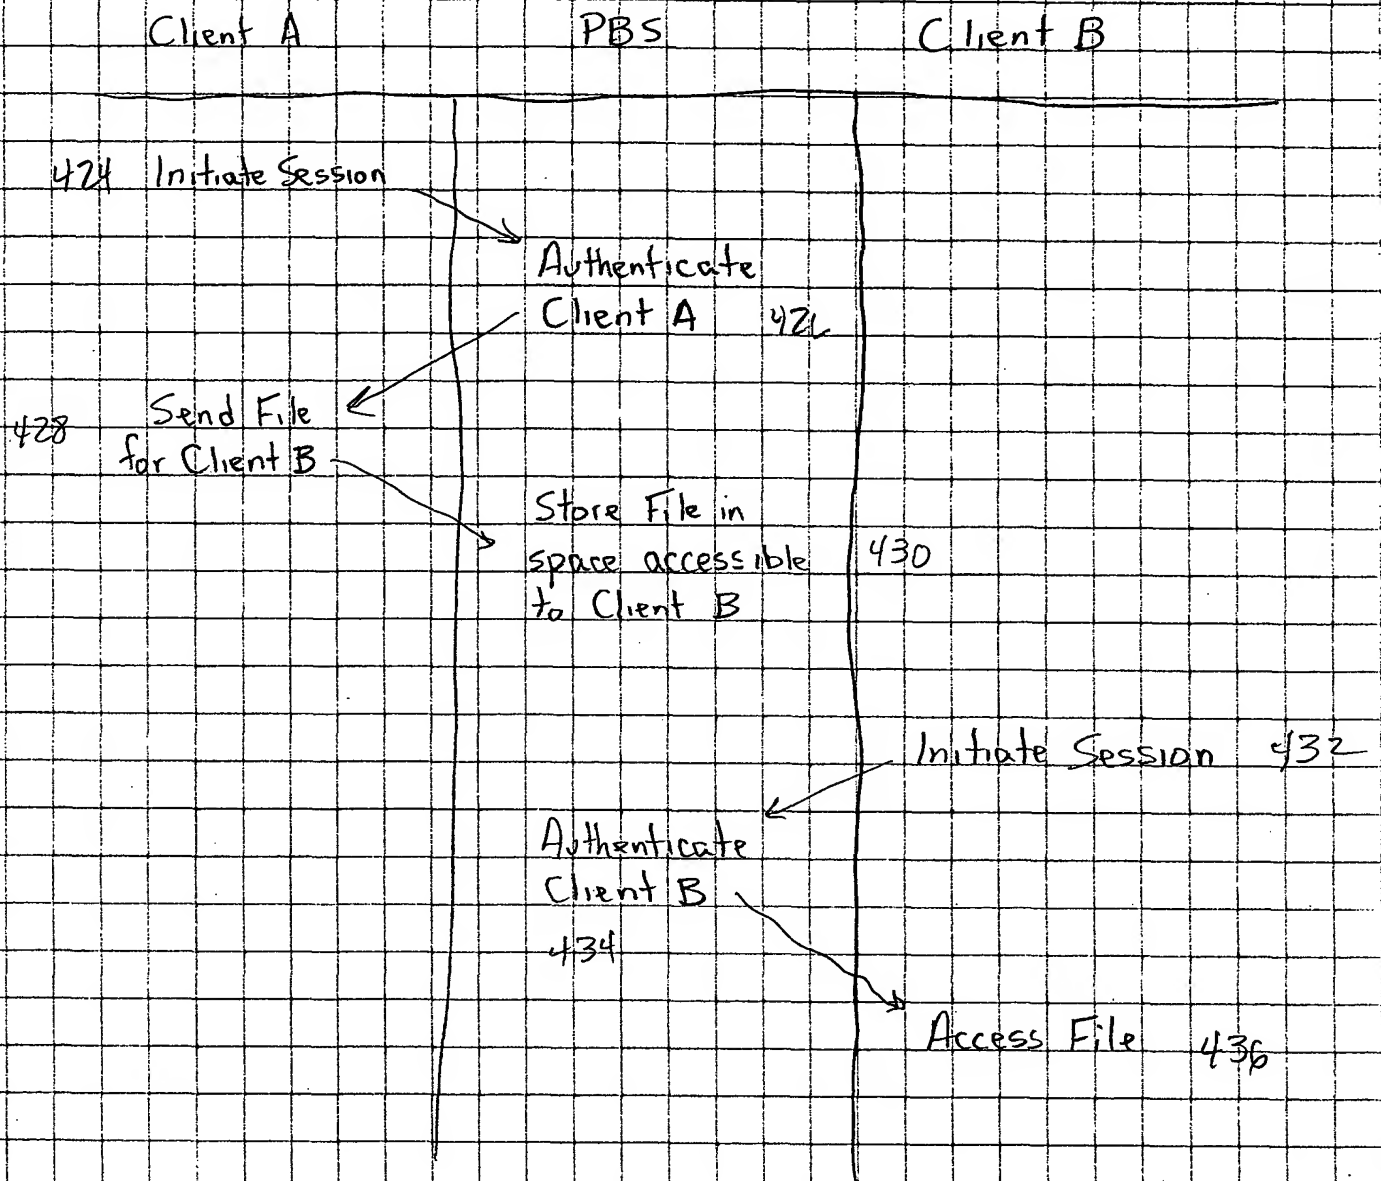 Client A PBS Client B
424 Initiate Session
Authenticate
Client A 426
Send File
428
for Client B
Store File in
space accessible 430
to Client B
Initiate Session 432
Authenticate
Client B
434
Access File 436